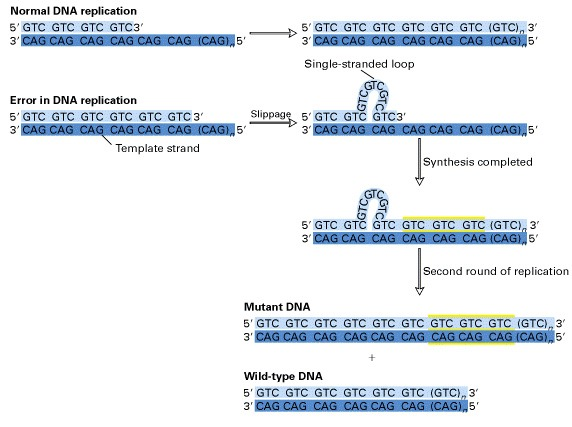 Normal DNA replication
5′ GTC GTC GTC GTC3′
3′ CAG CAG CAG CAG CAG CAG (CAG)n 5′
5′ GTC GTC GTC GTC GTC GTC (GTC)n 3′
3′ CAG CAG CAG CAG CAG CAG (CAG)n 5′
Single-stranded loop
Error in DNA replication
5′ GTC GTC GTC GTC GTC GTC 3′
3′ CAG CAG CAG CAG CAG CAG (CAG)n 5′
Template strand
Slippage
GTC GTC GTC
5′ GTC GTC GTC3′
3′ CAG CAG CAG CAG CAG CAG (CAG)n 5′
Synthesis completed
GTC GTC GTC
5′ GTC GTC GTC GTC GTC GTC (GTC)n 3′
3′ CAG CAG CAG CAG CAG CAG (CAG)n 5′
Second round of replication
Mutant DNA
5′ GTC GTC GTC GTC GTC GTC GTC GTC GTC (GTC)n 3′
3′ CAG CAG CAG CAG CAG CAG CAG CAG CAG (CAG)n 5′
+
Wild-type DNA
5′ GTC GTC GTC GTC GTC GTC (GTC)n 3′
3′ CAG CAG CAG CAG CAG CAG (CAG)n 5′